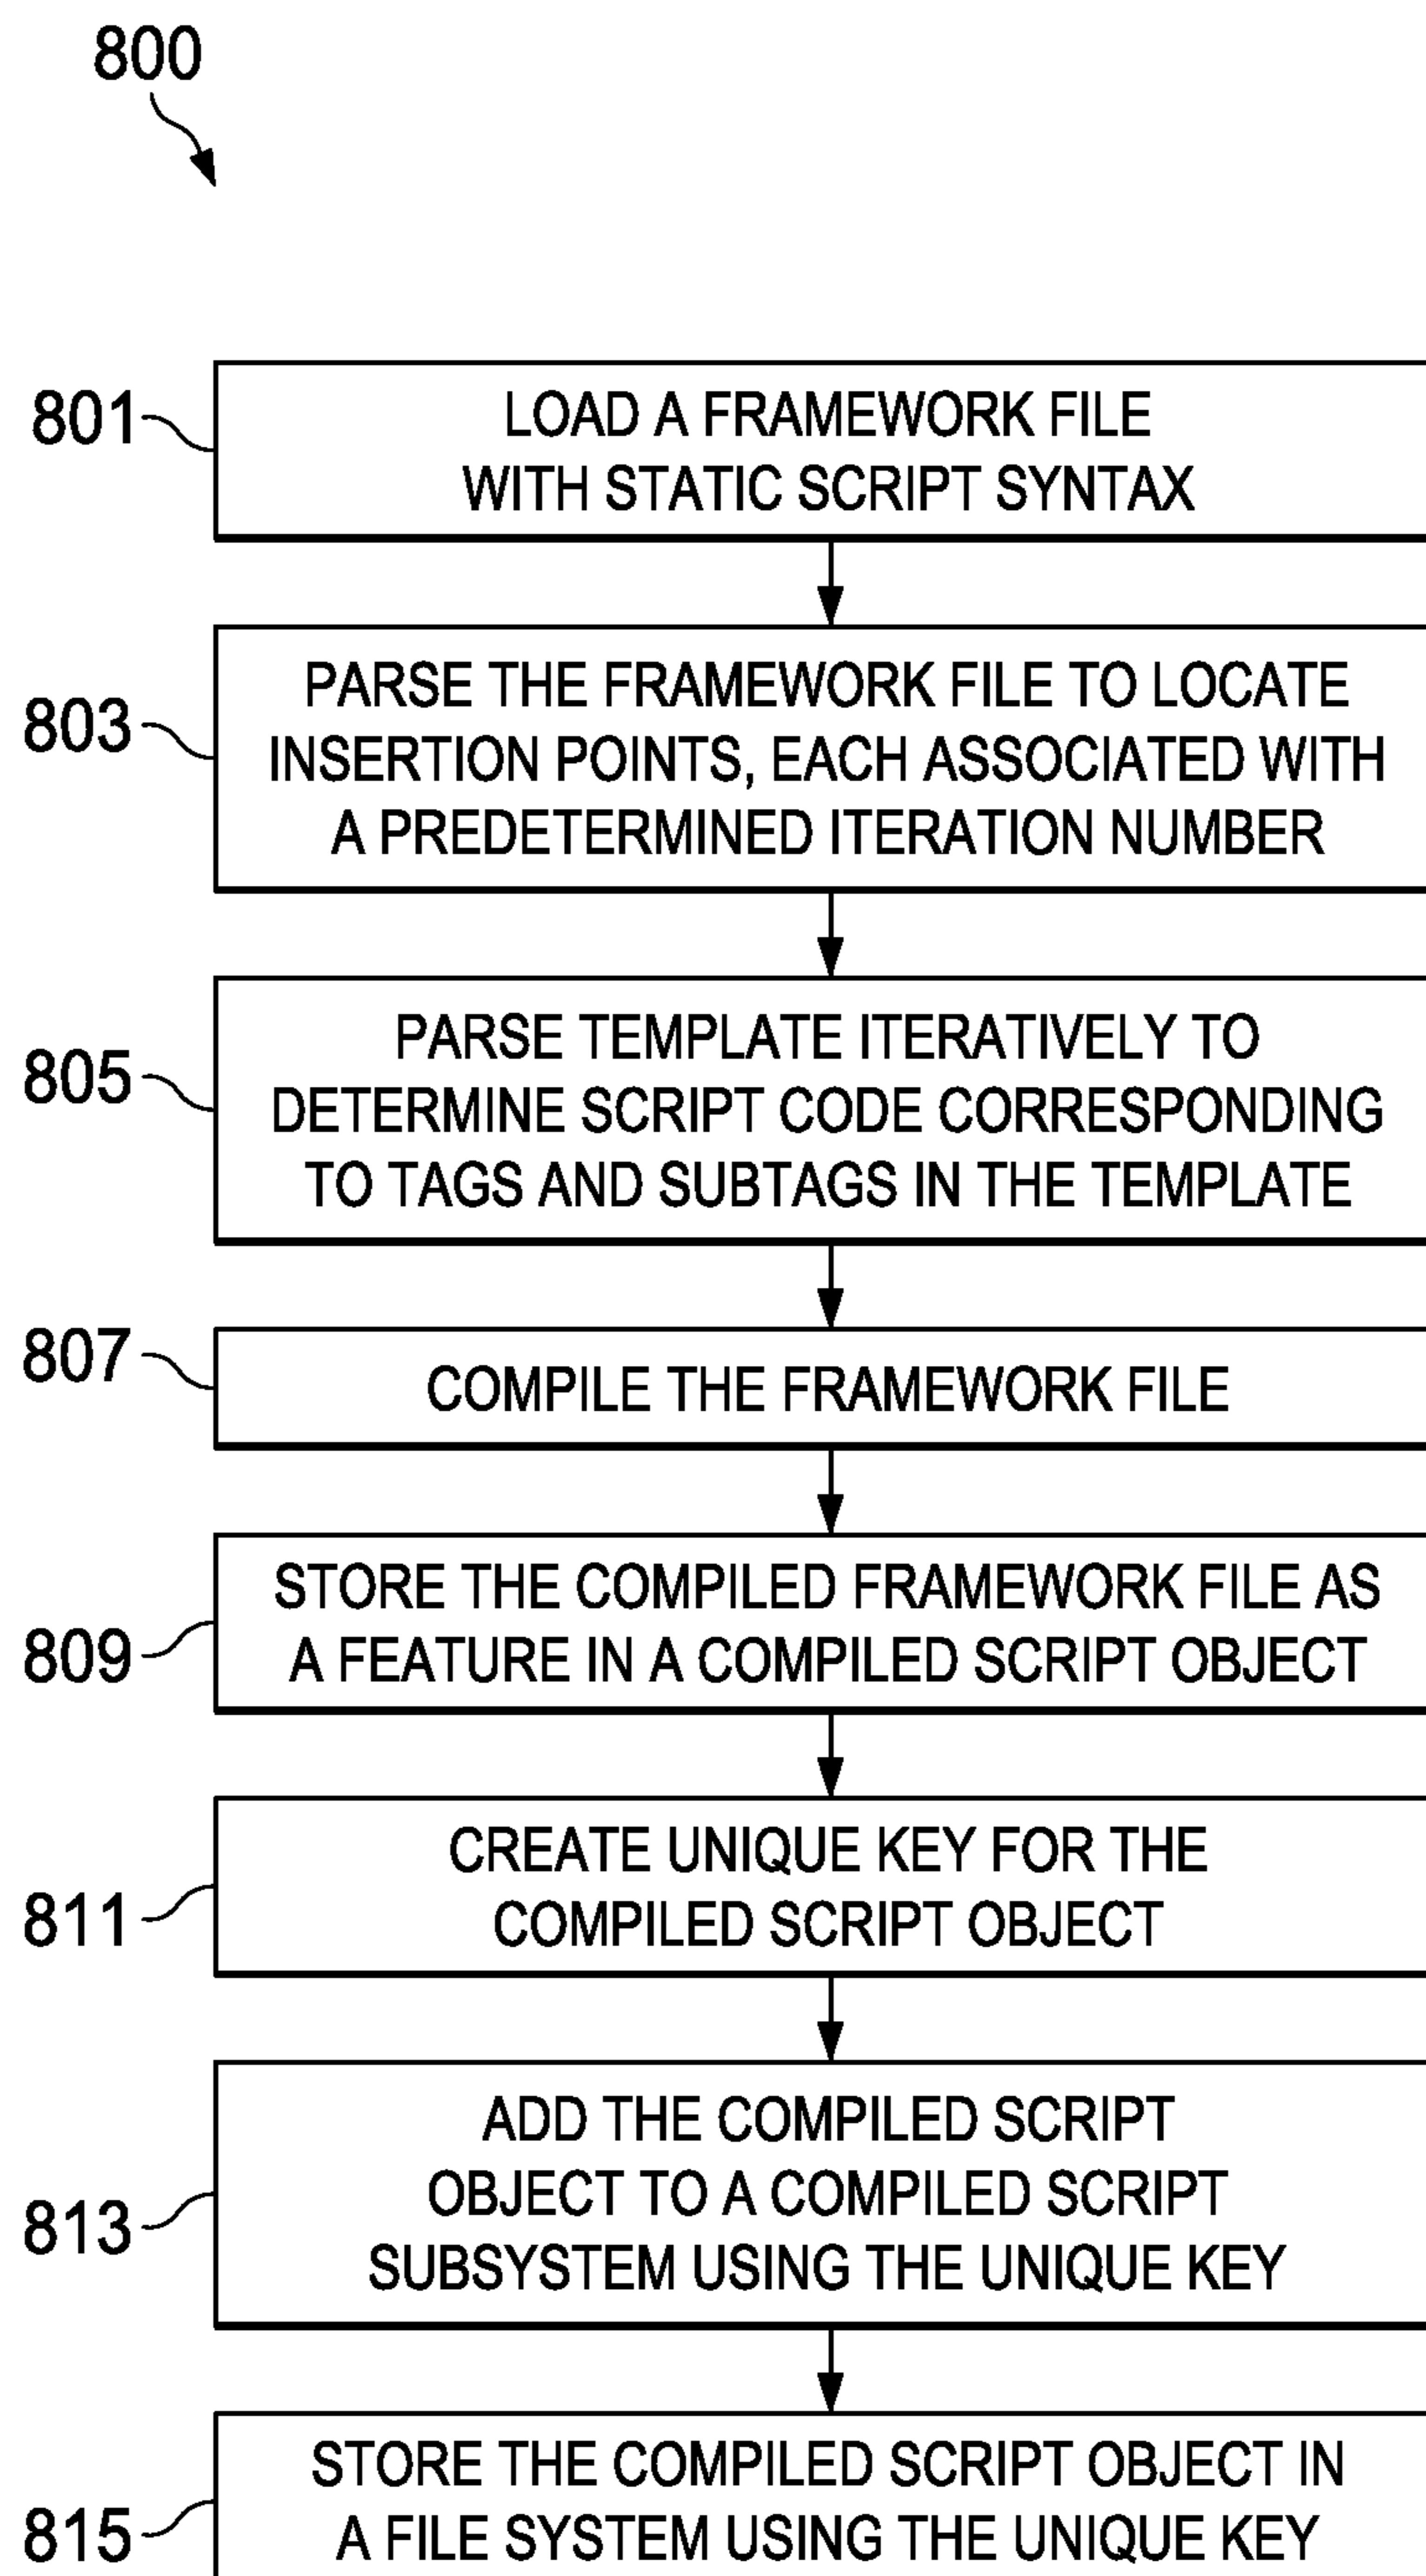 800
801
LOAD A FRAMEWORK FILE
WITH STATIC SCRIPT SYNTAX
803
PARSE THE FRAMEWORK FILE TO LOCATE
INSERTION POINTS, EACH ASSOCIATED WITH
A PREDETERMINED ITERATION NUMBER
805
PARSE TEMPLATE ITERATIVELY TO
DETERMINE SCRIPT CODE CORRESPONDING
TO TAGS AND SUBTAGS IN THE TEMPLATE
807
COMPILE THE FRAMEWORK FILE
809
STORE THE COMPILED FRAMEWORK FILE AS
A FEATURE IN A COMPILED SCRIPT OBJECT
811
CREATE UNIQUE KEY FOR THE
COMPILED SCRIPT OBJECT
813
ADD THE COMPILED SCRIPT
OBJECT TO A COMPILED SCRIPT
SUBSYSTEM USING THE UNIQUE KEY
815
STORE THE COMPILED SCRIPT OBJECT IN
A FILE SYSTEM USING THE UNIQUE KEY